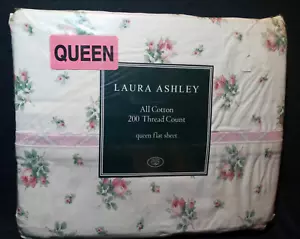 QUEEN
LAURA ASHLEY
All Cotton
200 Thread Count
queen flat sheet